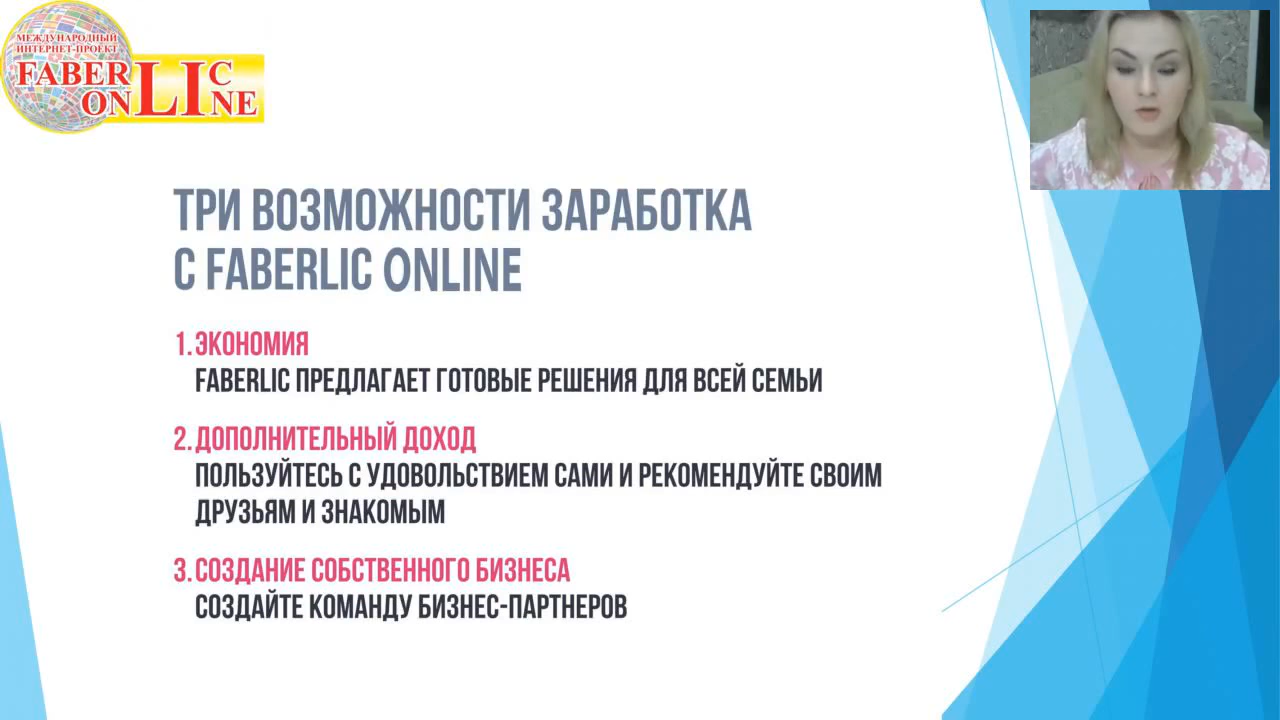 МЕЖДУНАРОДНЫЙ
ИНТЕРНЕТ-ПРОЕКТ
FABERLIC
ONLINE
ТРИ ВОЗМОЖНОСТИ ЗАРАБОТКА
С FABERLIC ONLINE
1. ЭКОНОМИЯ
FABERLIC ПРЕДЛАГАЕТ ГОТОВЫЕ РЕШЕНИЯ ДЛЯ ВСЕЙ СЕМЬИ
2. ДОПОЛНИТЕЛЬНЫЙ ДОХОД
ПОЛЬЗУЙТЕСЬ С УДОВОЛЬСТВИЕМ САМИ И РЕКОМЕНДУЙТЕ СВОИМ
ДРУЗЬЯМ И ЗНАКОМЫМ
3. СОЗДАНИЕ СОБСТВЕННОГО БИЗНЕСА
СОЗДАЙТЕ КОМАНДУ БИЗНЕС-ПАРТНЕРОВ